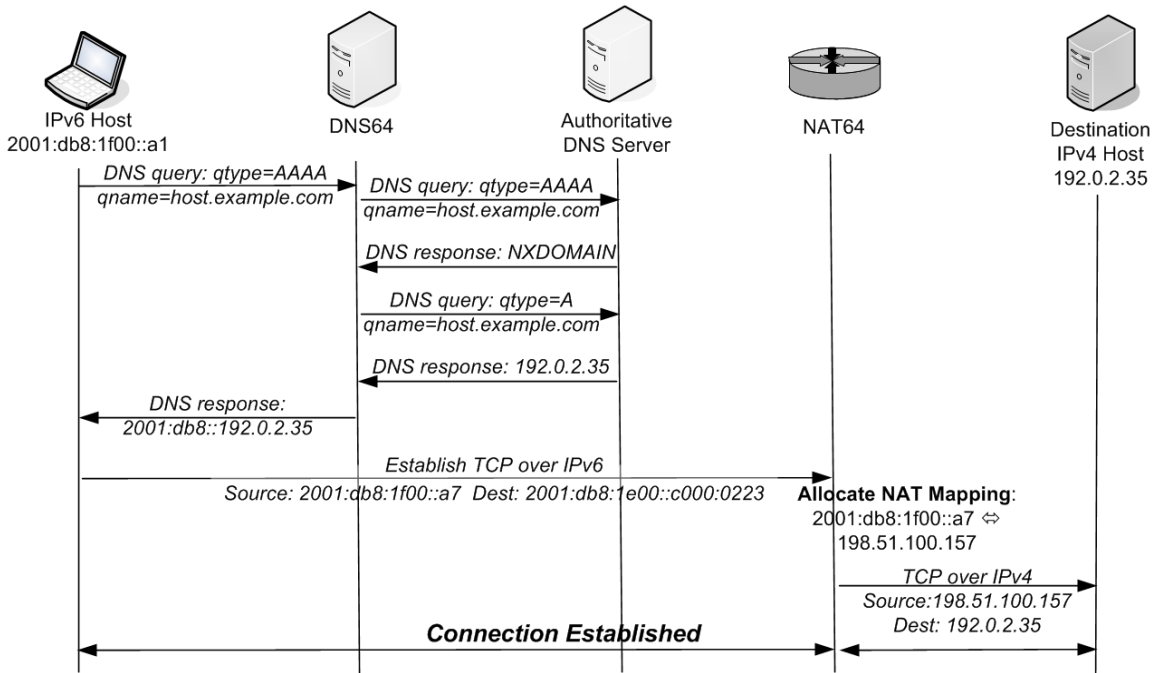 IPv6 Host
2001:db8:1f00::a1
DNS64
Authoritative
DNS Server
NAT64
Destination
IPv4 Host
192.0.2.35
DNS query: qtype=AAAA
qname=host.example.com
DNS query: qtype=AAAA
qname=host.example.com
DNS response: NXDOMAIN
DNS query: qtype=A
qname=host.example.com
DNS response: 192.0.2.35
DNS response:
2001:db8::192.0.2.35
Establish TCP over IPv6
Source: 2001:db8:1f00::a7 Dest: 2001:db8:1e00::c000:0223
Allocate NAT Mapping:
2001:db8:1f00::a7 ⇔
198.51.100.157
TCP over IPv4
Source:198.51.100.157
Dest: 192.0.2.35
Connection Established